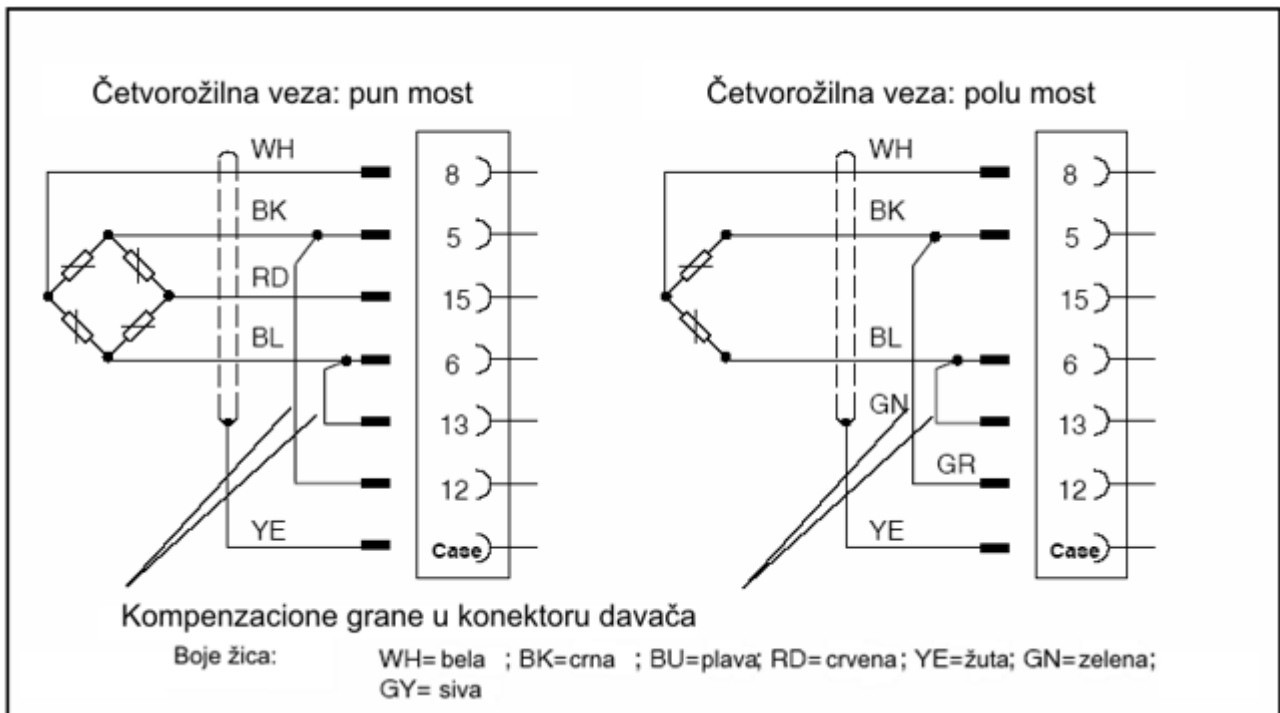 Četvorožilna veza: pun most
WH
8
BK
5
RD
15
BL
6
13
12
YE
Case
Četvorožilna veza: polu most
WH
8
BK
5
15
BL
6
GN
13
GR
12
YE
Case
Kompenzacione grane u konektoru davača
Boje žica: WH= bela ; BK=crna ; BU=plava; RD=crvena; YE=žuta; GN=zelena;
GY= siva